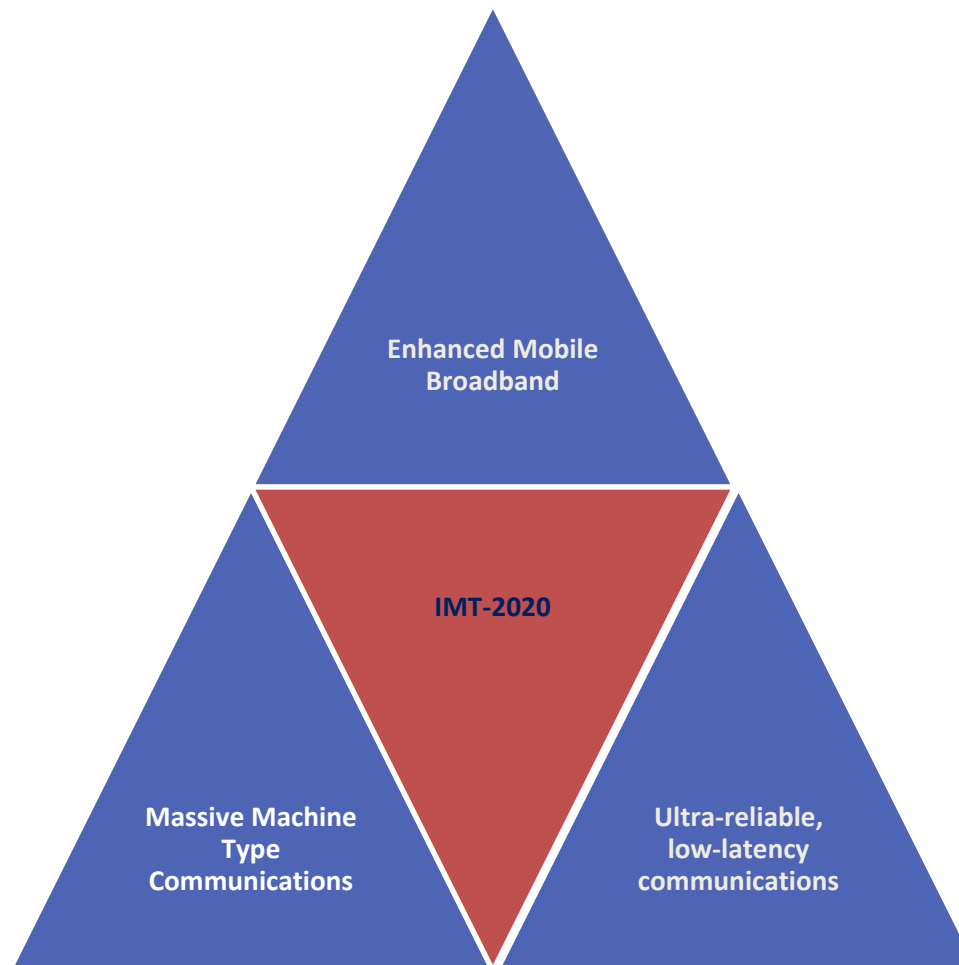 Enhanced Mobile
Broadband
IMT-2020
Massive Machine
Type
Communications
Ultra-reliable,
low-latency
communications